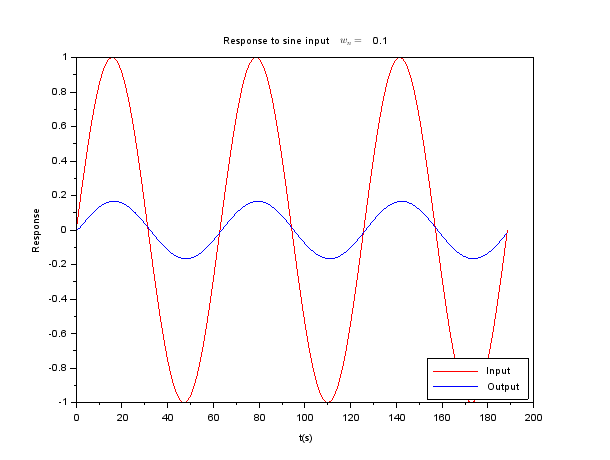 Response to sine input w_n = 0.1
1
0.8
0.6
0.4
0.2
0
-0.2
-0.4
-0.6
-0.8
-1
Response
0 20 40 60 80 100 120 140 160 180 200
t(s)
Input
Output